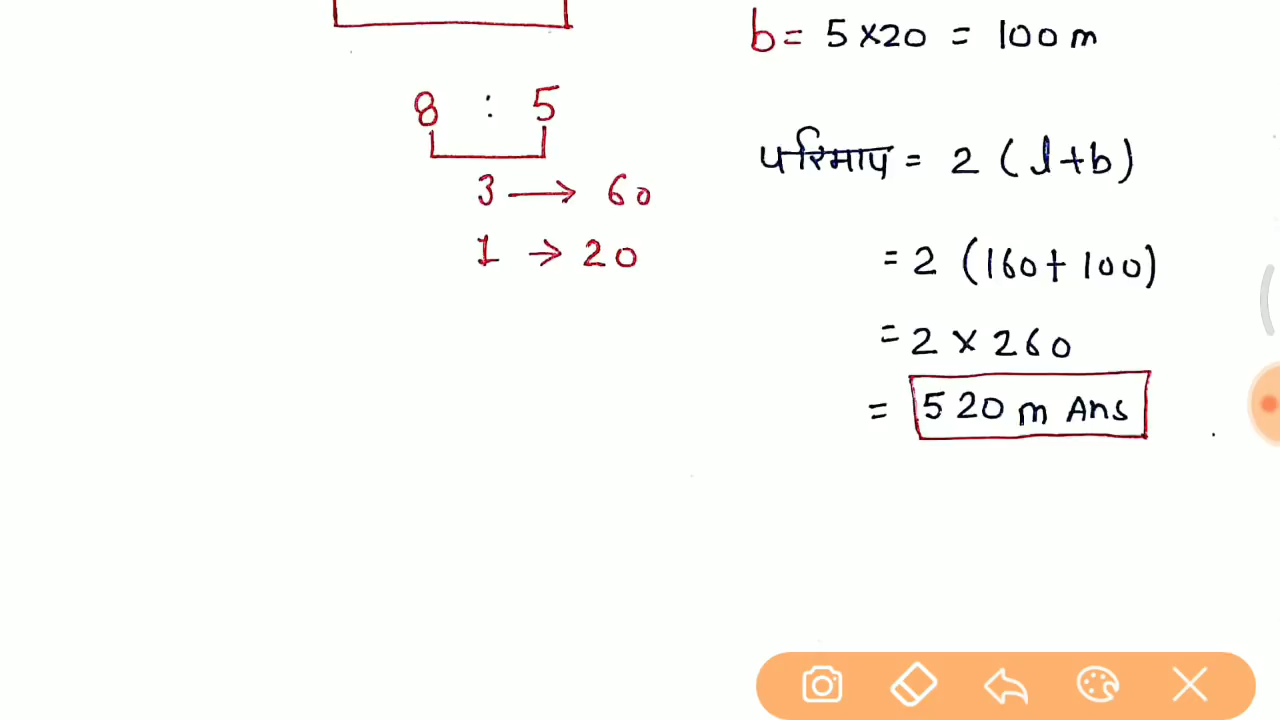 8 : 5
3 → 60
1 → 20
b = 5 × 20 = 100 m
परिमाप = 2 (l + b)
= 2 (160 + 100)
= 2 × 260
= 520 m Ans